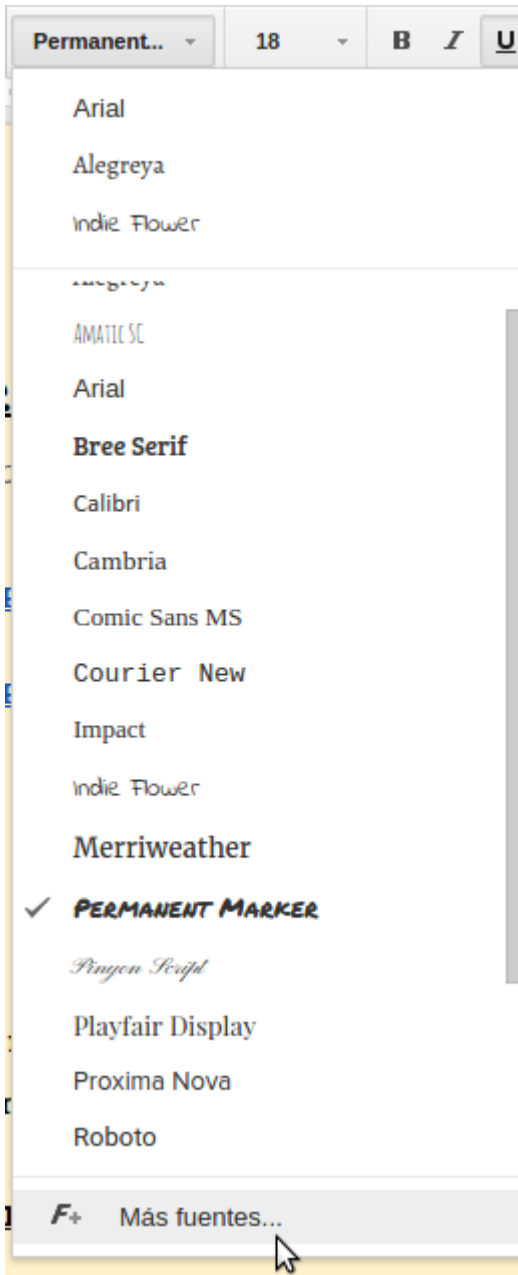 Permanent... 18 B I U
Arial
Alegreya
Indie Flower
Alegreya
Amatic SC
Arial
Bree Serif
Calibri
Cambria
Comic Sans MS
Courier New
Impact
Indie Flower
Merriweather
Permanent Marker
Pinyon Script
Playfair Display
Proxima Nova
Roboto
F+ Más fuentes...